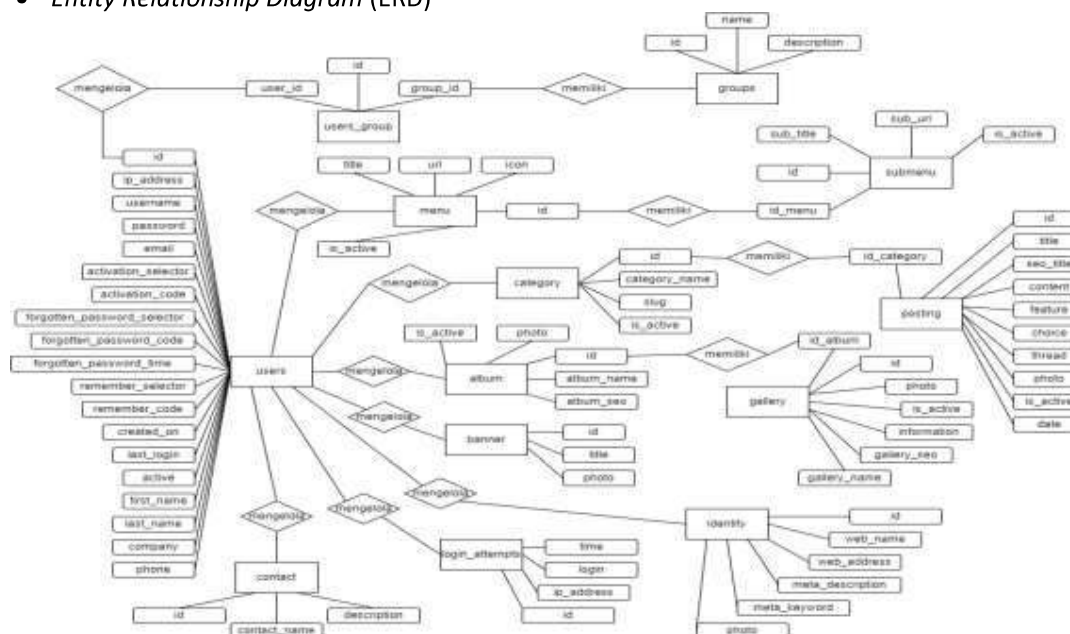 • Entity Relationship Diagram (ERD)
name
id
description
mengelola
id
user_id
group_id
memiliki
groups
users_group
sub_url
sub_title
is_active
id
submenu
id_menu
title
url
icon
mengelola
menu
id
memiliki
is_active
id
ip_address
username
password
email
activation_selector
activation_code
forgotten_password_selector
forgotten_password_code
forgotten_password_time
remember_selector
remember_code
created_on
last_login
active
first_name
last_name
company
phone
users
mengelola
category
id
category_name
slug
is_active
memiliki
id_category
posting
id
title
seo_title
content
feature
choice
thread
photo
is_active
date
is_active
photo
mengelola
album
id
album_name
album_seo
memiliki
id_album
gallery
id
photo
is_active
information
gallery_seo
gallery_name
mengelola
banner
id
title
photo
mengelola
identity
id
web_name
web_address
meta_description
meta_keyword
photo
mengelola
login_attempts
time
login
ip_address
id
mengelola
contact
id
contact_name
description